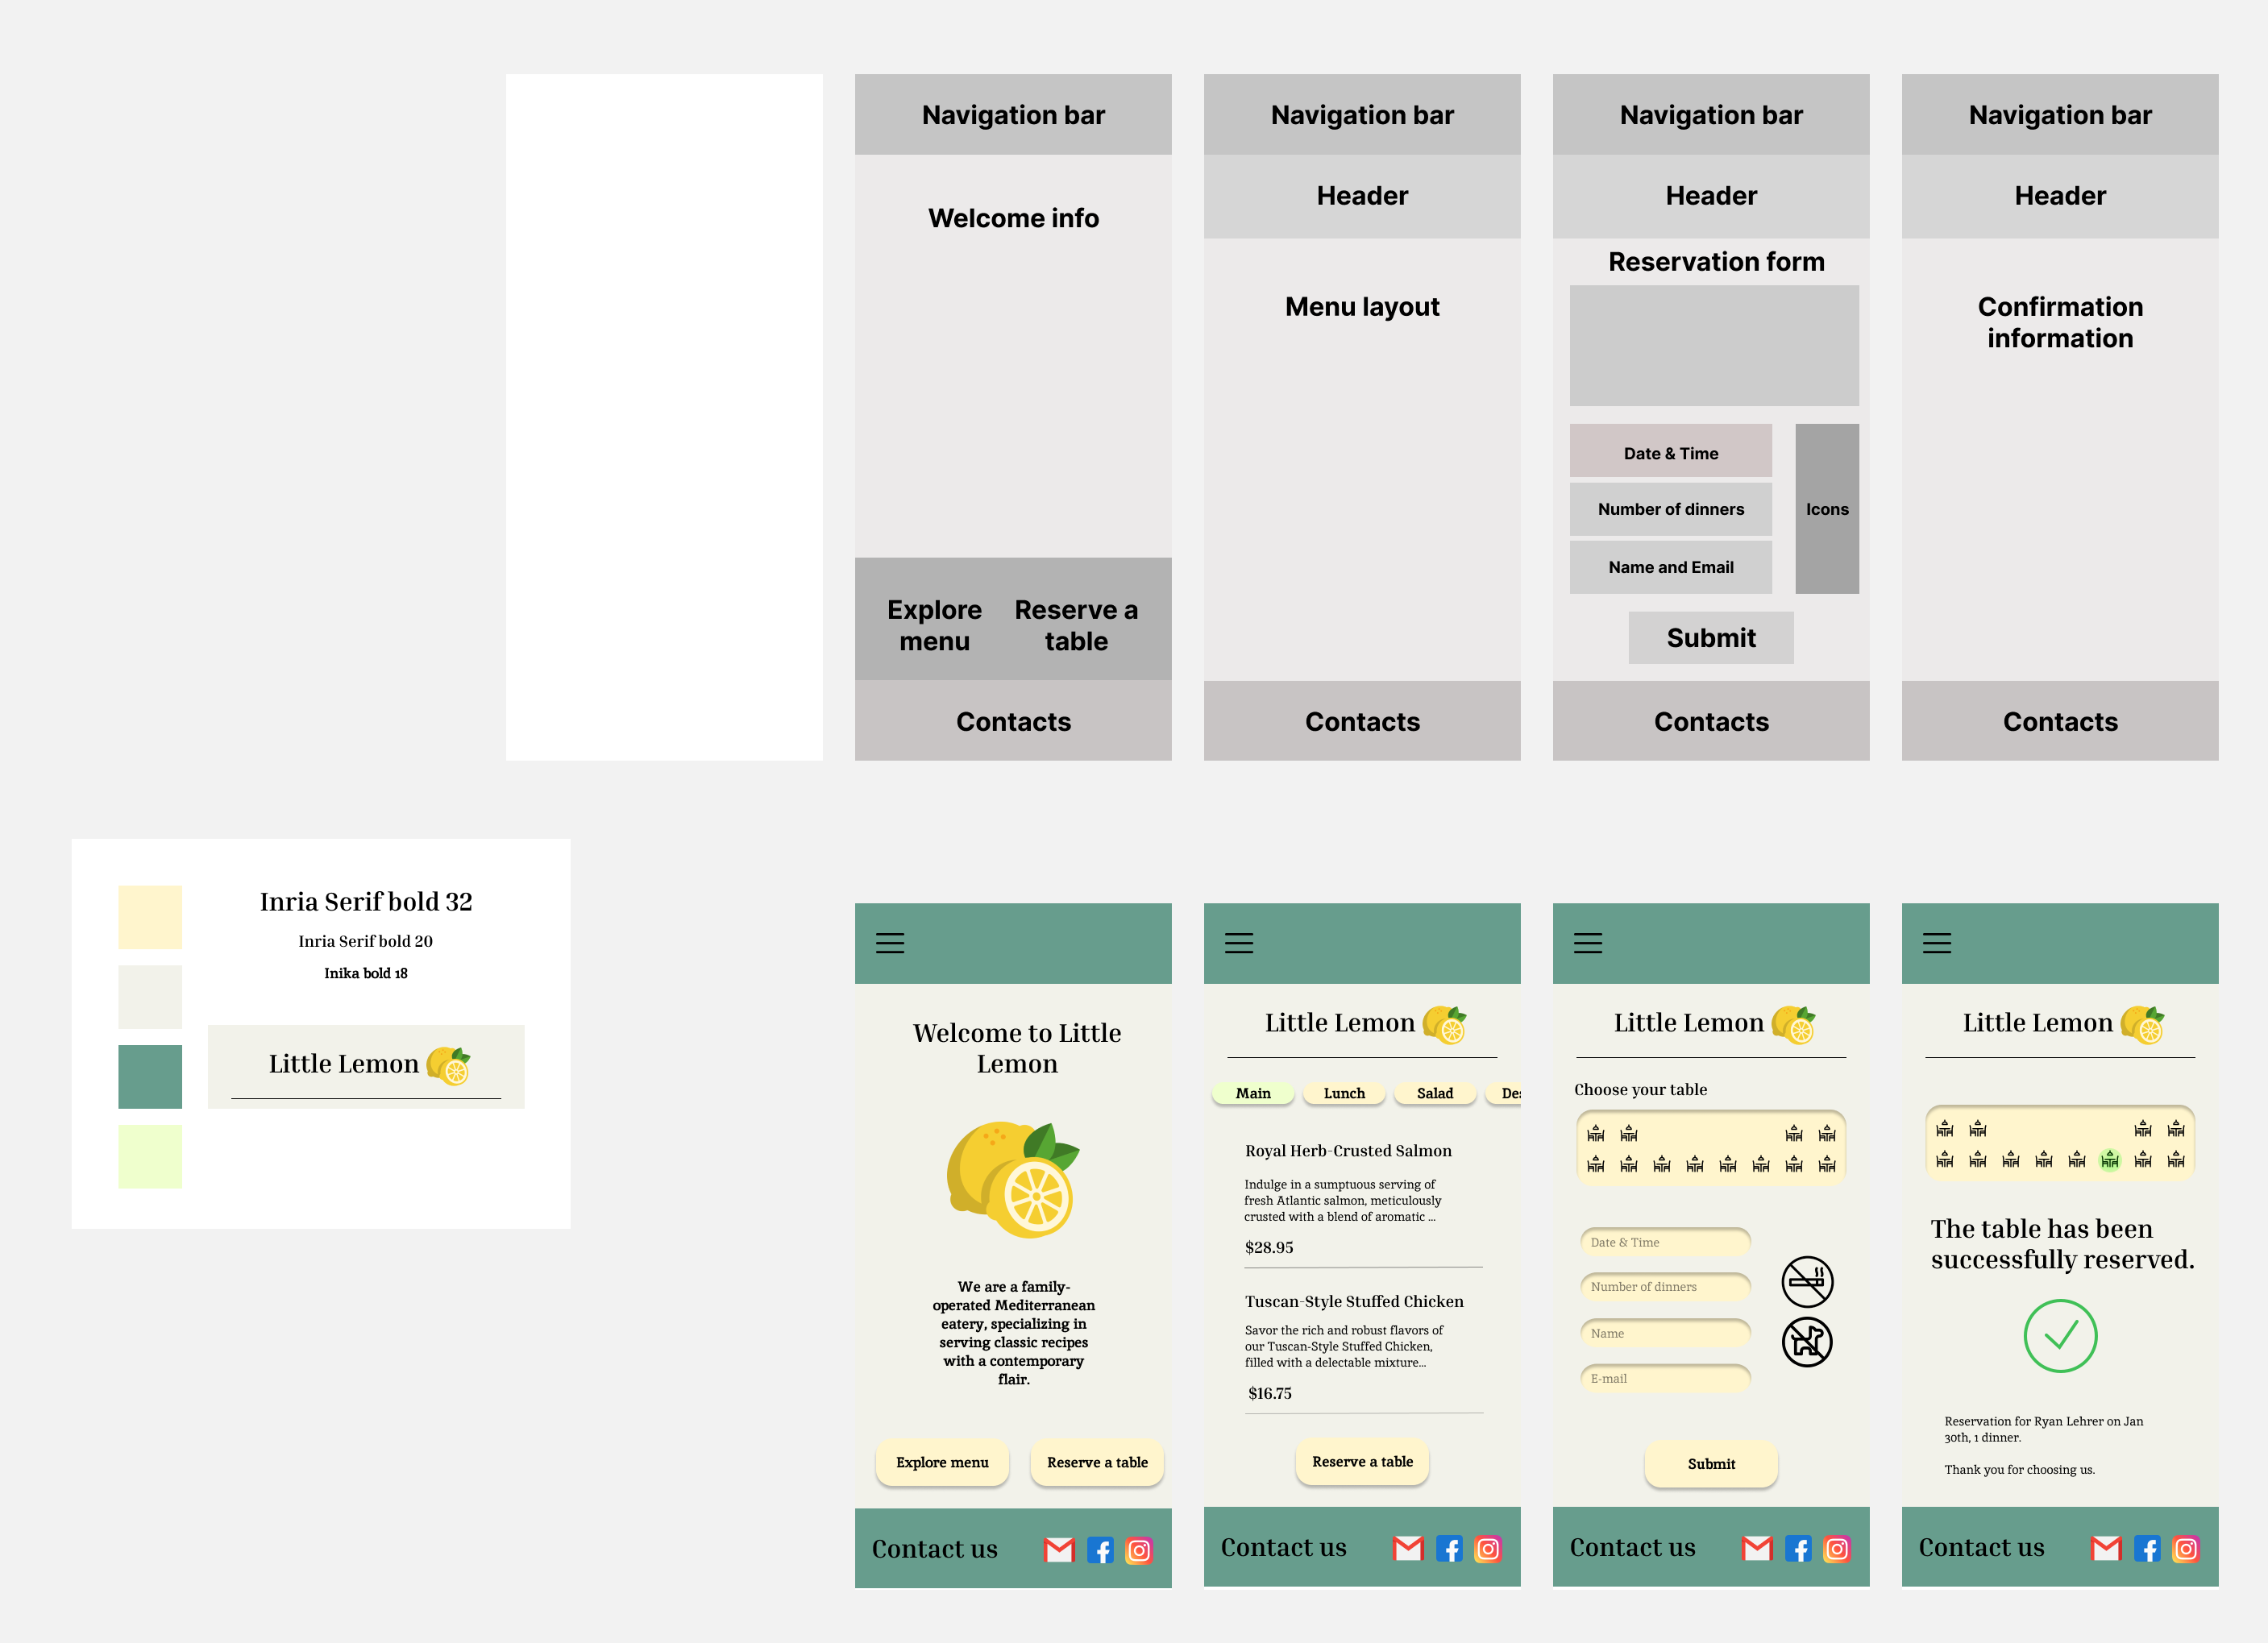 Navigation bar
Welcome info
Explore
menu
Reserve a
table
Contacts
Navigation bar
Header
Menu layout
Contacts
Navigation bar
Header
Reservation form
Date & Time
Number of dinners
Name and Email
Icons
Submit
Contacts
Navigation bar
Header
Confirmation
information
Contacts
Inria Serif bold 32
Inria Serif bold 20
Inika bold 18
Little Lemon
Welcome to Little
Lemon
We are a family-
operated Mediterranean
eatery, specializing in
serving classic recipes
with a contemporary
flair.
Explore menu
Reserve a table
Contact us
Little Lemon
Main
Lunch
Salad
Des
Royal Herb-Crusted Salmon
Indulge in a sumptuous serving of
fresh Atlantic salmon, meticulously
crusted with a blend of aromatic ...
$28.95
Tuscan-Style Stuffed Chicken
Savor the rich and robust flavors of
our Tuscan-Style Stuffed Chicken,
filled with a delectable mixture...
$16.75
Reserve a table
Contact us
Little Lemon
Choose your table
Date & Time
Number of dinners
Name
E-mail
Submit
Contact us
Little Lemon
The table has been
successfully reserved.
Reservation for Ryan Lehrer on Jan
30th, 1 dinner.
Thank you for choosing us.
Contact us